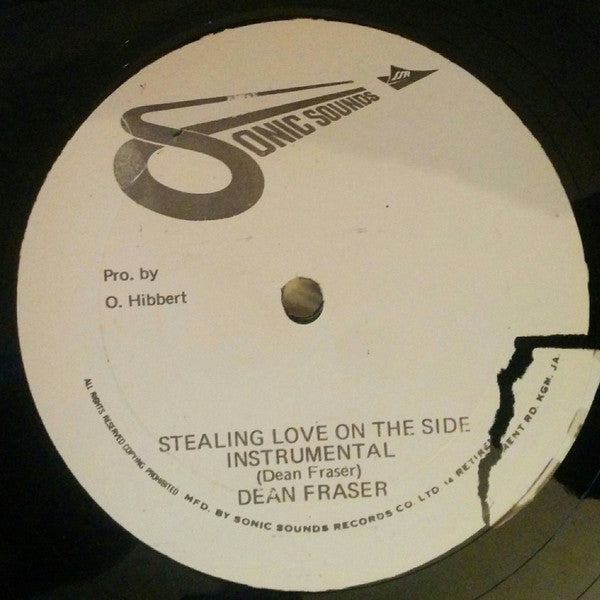 SONIC SOUNDS
Pro. by
O. Hibbert
STEALING LOVE ON THE SIDE
INSTRUMENTAL
(Dean Fraser)
DEAN FRASER
ALL RIGHTS RESERVED COPYING PROHIBITED MFD. BY SONIC SOUNDS RECORDS CO. LTD. 14 RETIREMENT RD. KGN. JA.